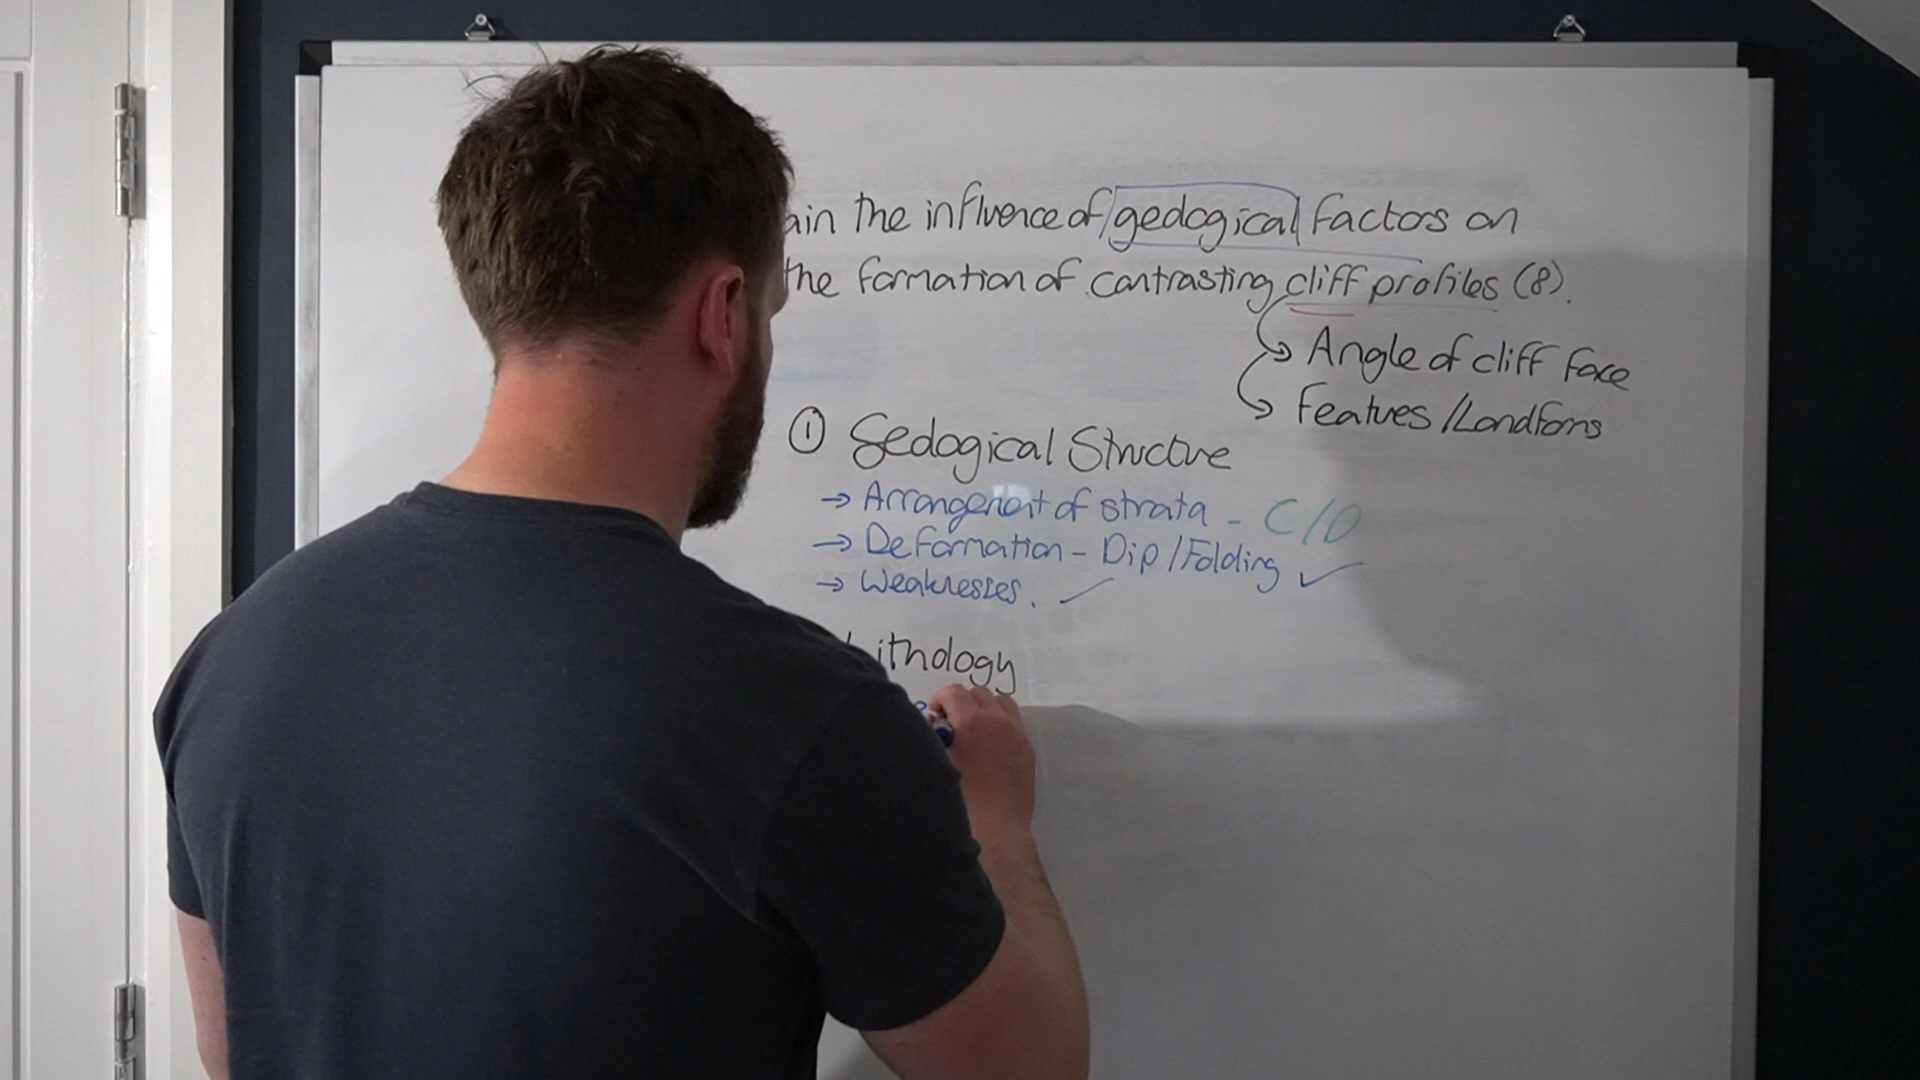 ain the influence of geological factors on
the formation of contrasting cliff profiles (8).
Angle of cliff face
Features/Landforms
① Geological Structure
→ Arrangement of strata - C/D
→ Deformation - Dip/Folding ✓
→ Weaknesses. ✓
ithology